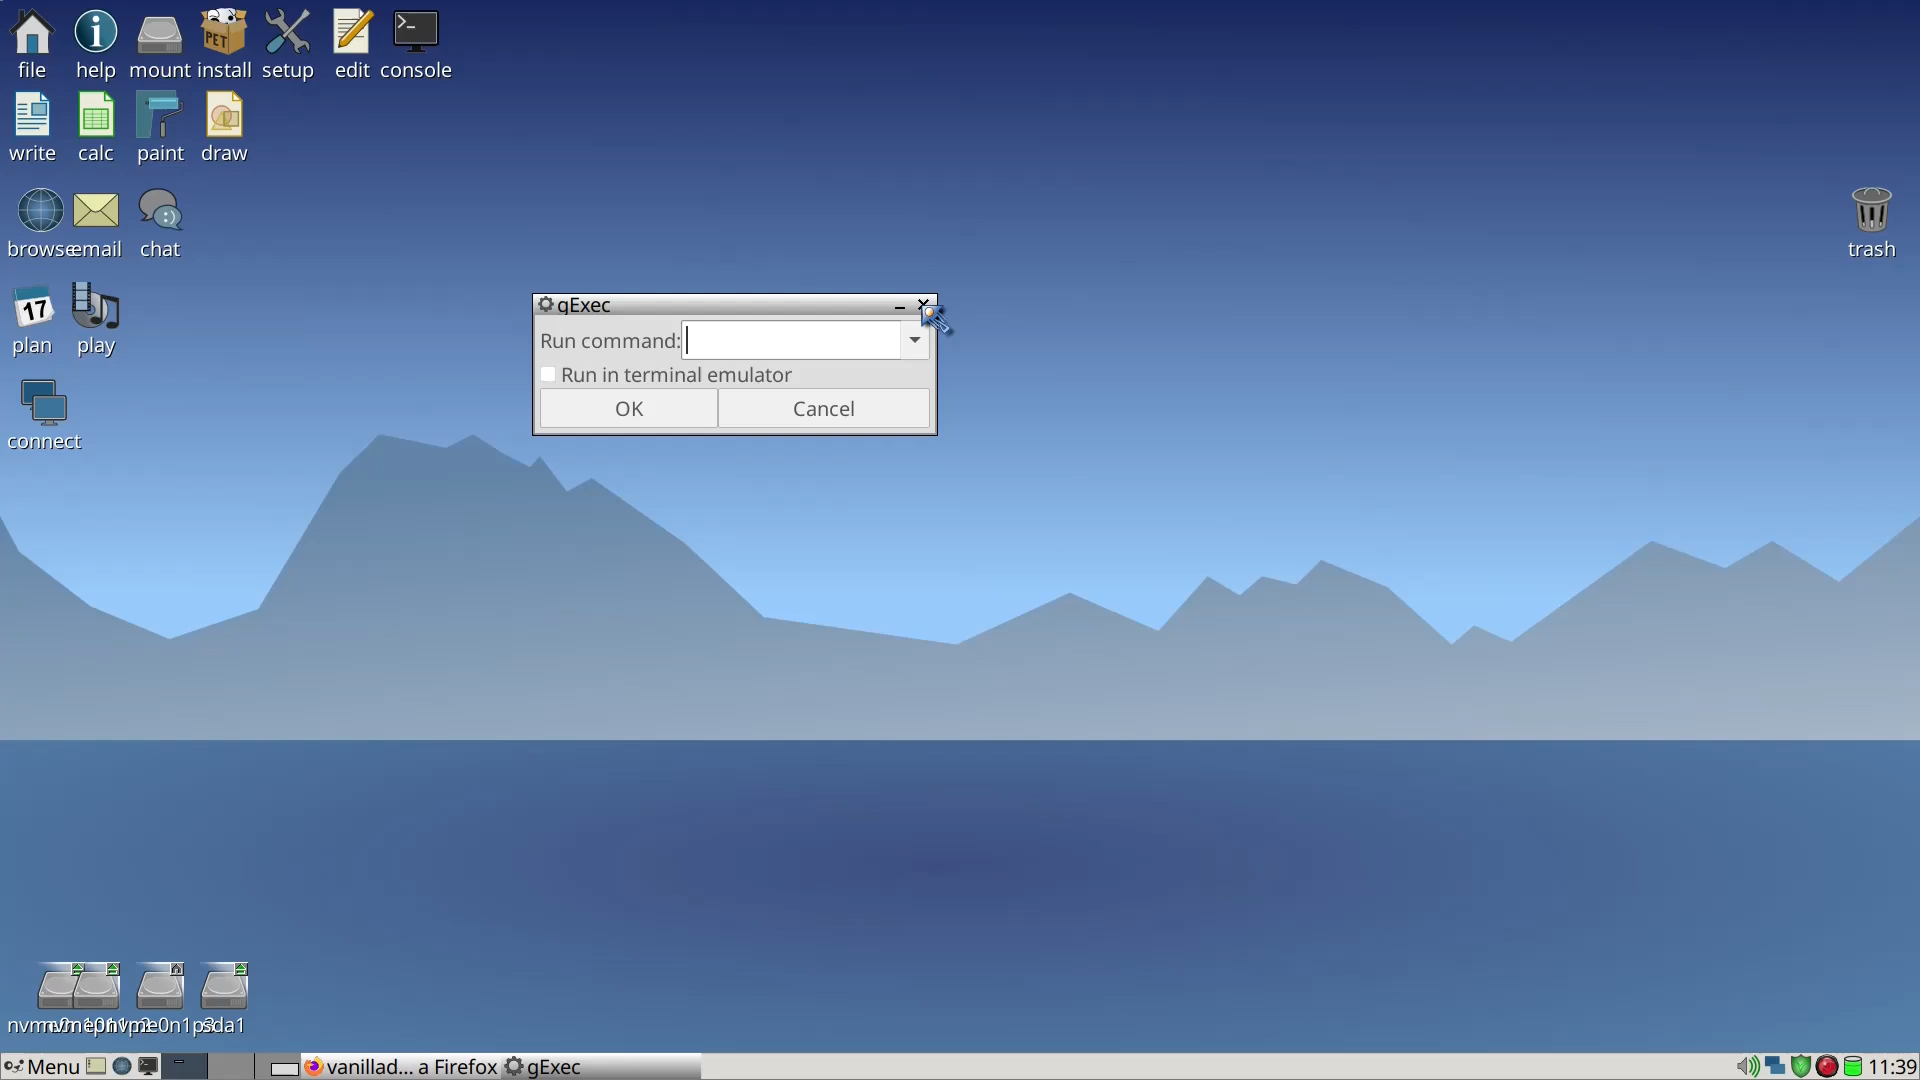 file help mount install setup edit console
PET
>_
write calc paint draw
browse email chat
:)
trash
17
plan play
connect
gExec
Run command:
Run in terminal emulator
OK Cancel
sda1
Menu vanillad... a Firefox gExec 11:39